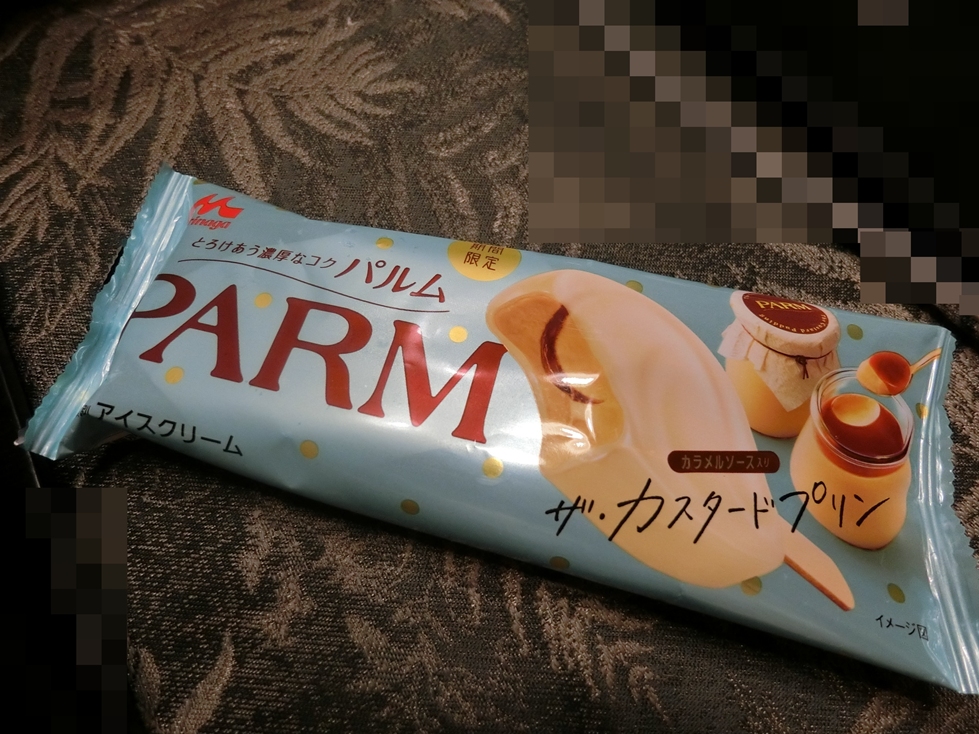 morinaga
とろけあう濃厚なコク パルム
期間
限定
PARM
アイスクリーム
PARM
カラメルソース入り
ザ・カスタードプリン
イメージ